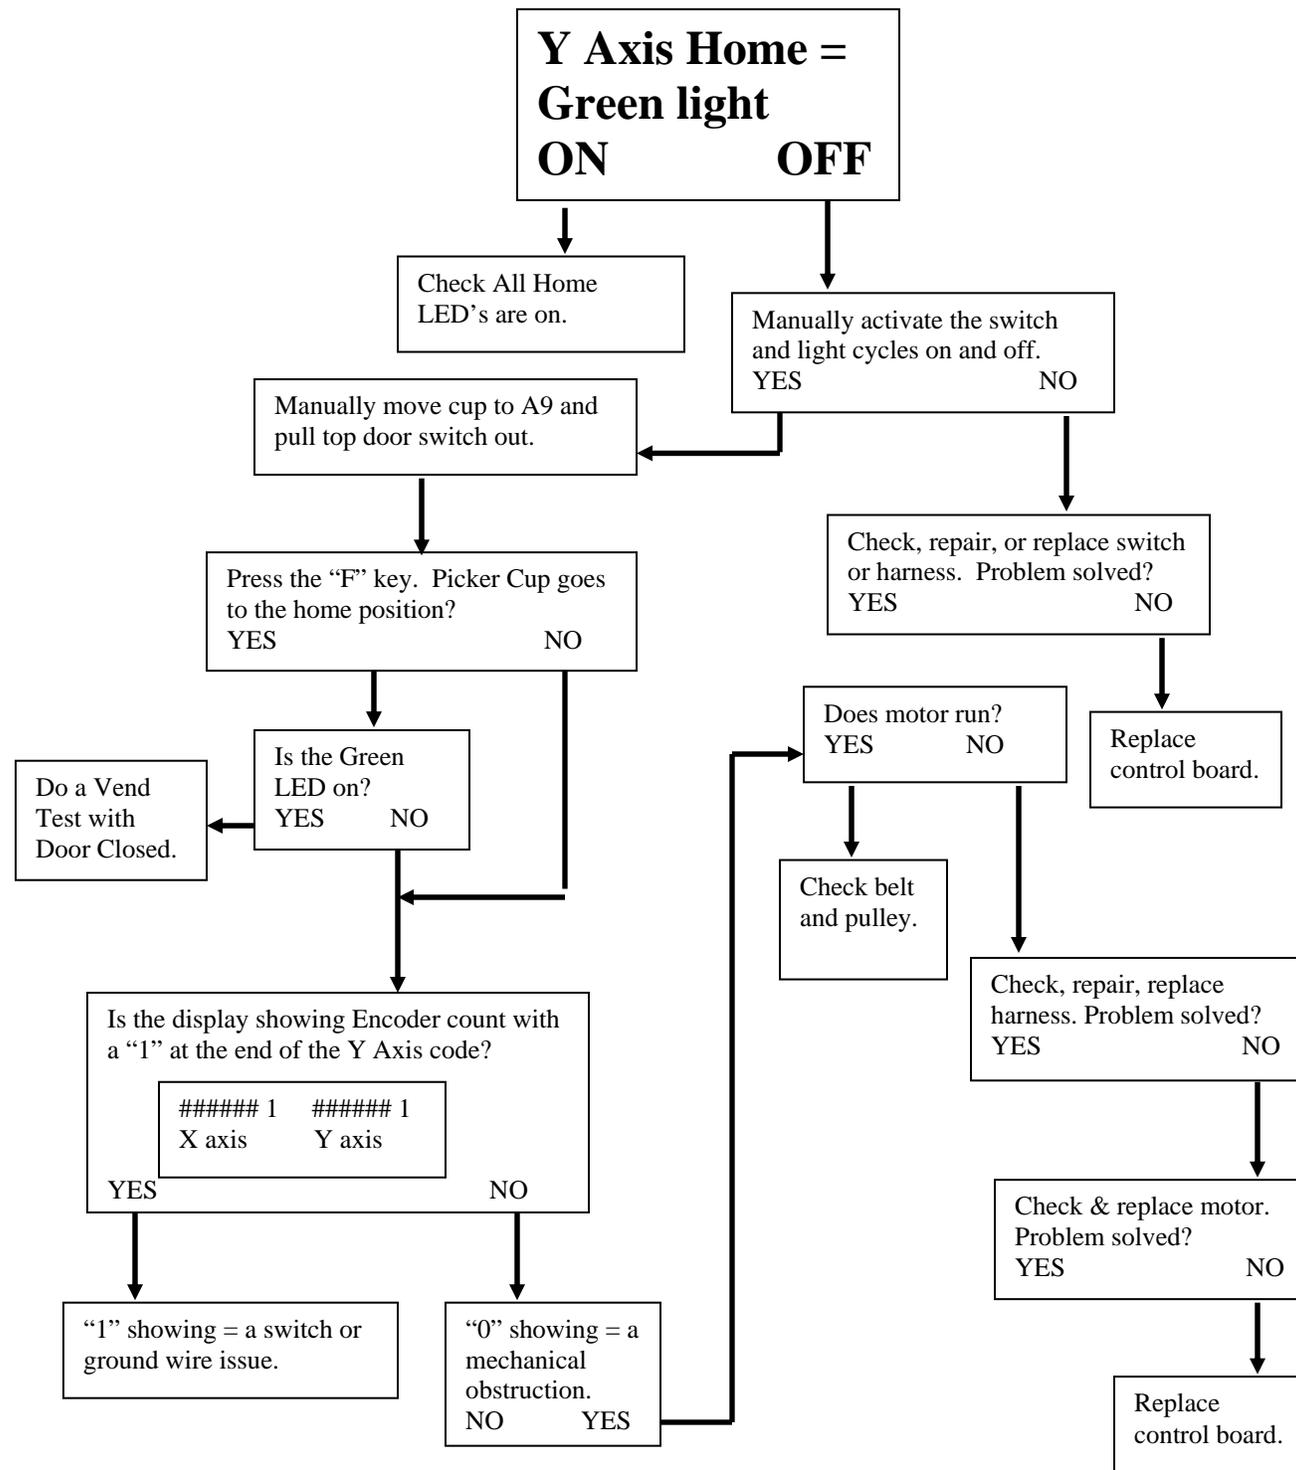 Y Axis Home =
Green light
ON OFF
Check All Home
LED’s are on.
Manually activate the switch
and light cycles on and off.
YES NO
Manually move cup to A9 and
pull top door switch out.
Press the “F” key. Picker Cup goes
to the home position?
YES NO
Check, repair, or replace switch
or harness. Problem solved?
YES NO
Replace
control board.
Is the Green
LED on?
YES NO
Do a Vend
Test with
Door Closed.
Does motor run?
YES NO
Check belt
and pulley.
Is the display showing Encoder count with
a “1” at the end of the Y Axis code?
###### 1 ###### 1
X axis Y axis
YES NO
“1” showing = a switch or
ground wire issue.
“0” showing = a
mechanical
obstruction.
NO YES
Check, repair, replace
harness. Problem solved?
YES NO
Check & replace motor.
Problem solved?
YES NO
Replace
control board.